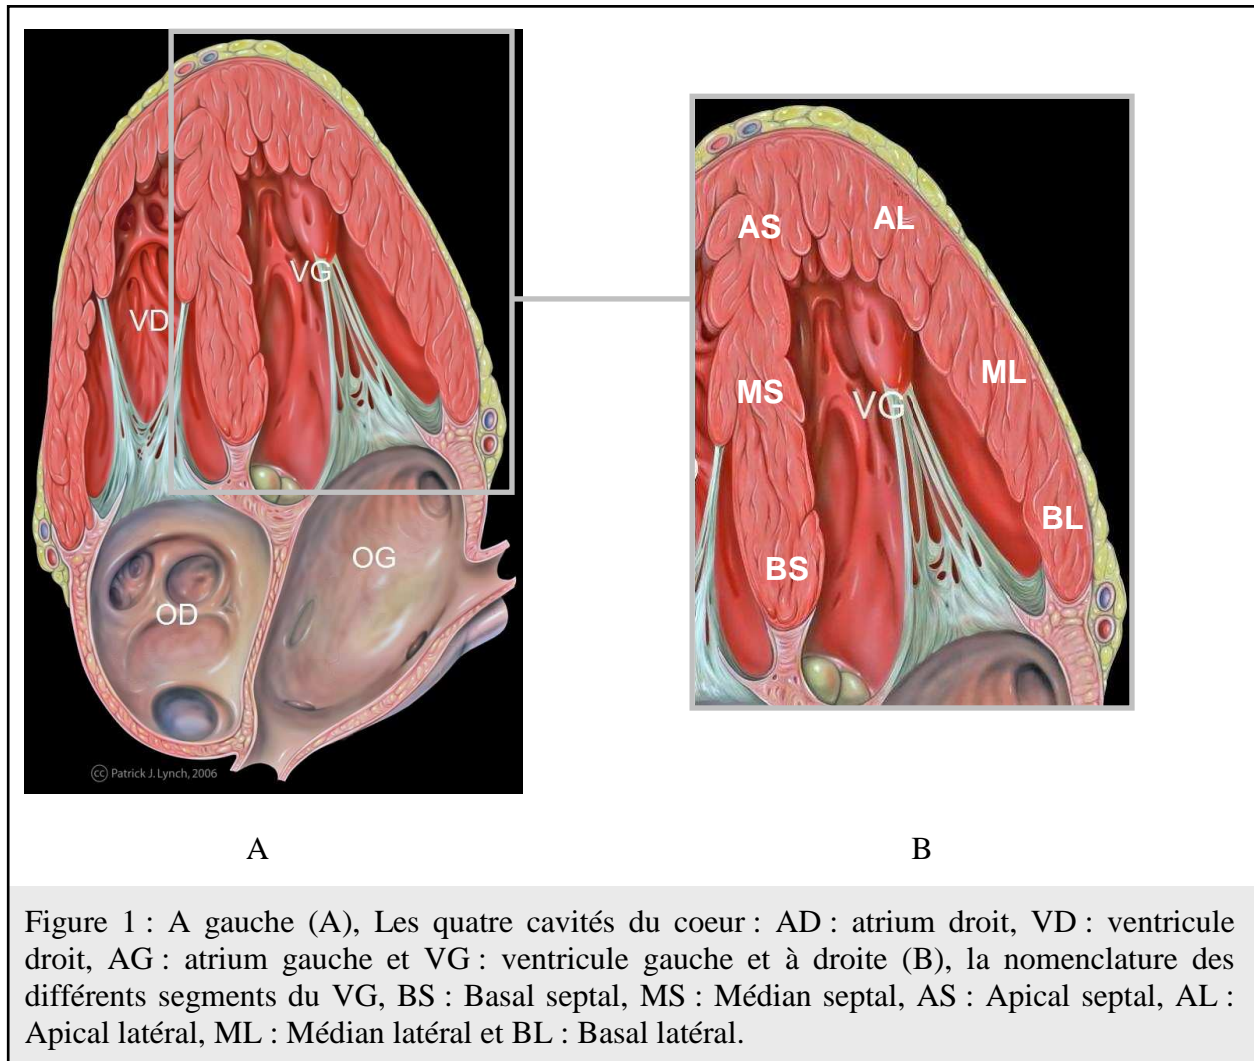 VD
VG
OG
OD
cc Patrick J. Lynch, 2006
AS
AL
MS
VG
ML
BL
BS
A
B
Figure 1 : A gauche (A), Les quatre cavités du coeur : AD : atrium droit, VD : ventricule
droit, AG : atrium gauche et VG : ventricule gauche et à droite (B), la nomenclature des
différents segments du VG, BS : Basal septal, MS : Médian septal, AS : Apical septal, AL :
Apical latéral, ML : Médian latéral et BL : Basal latéral.